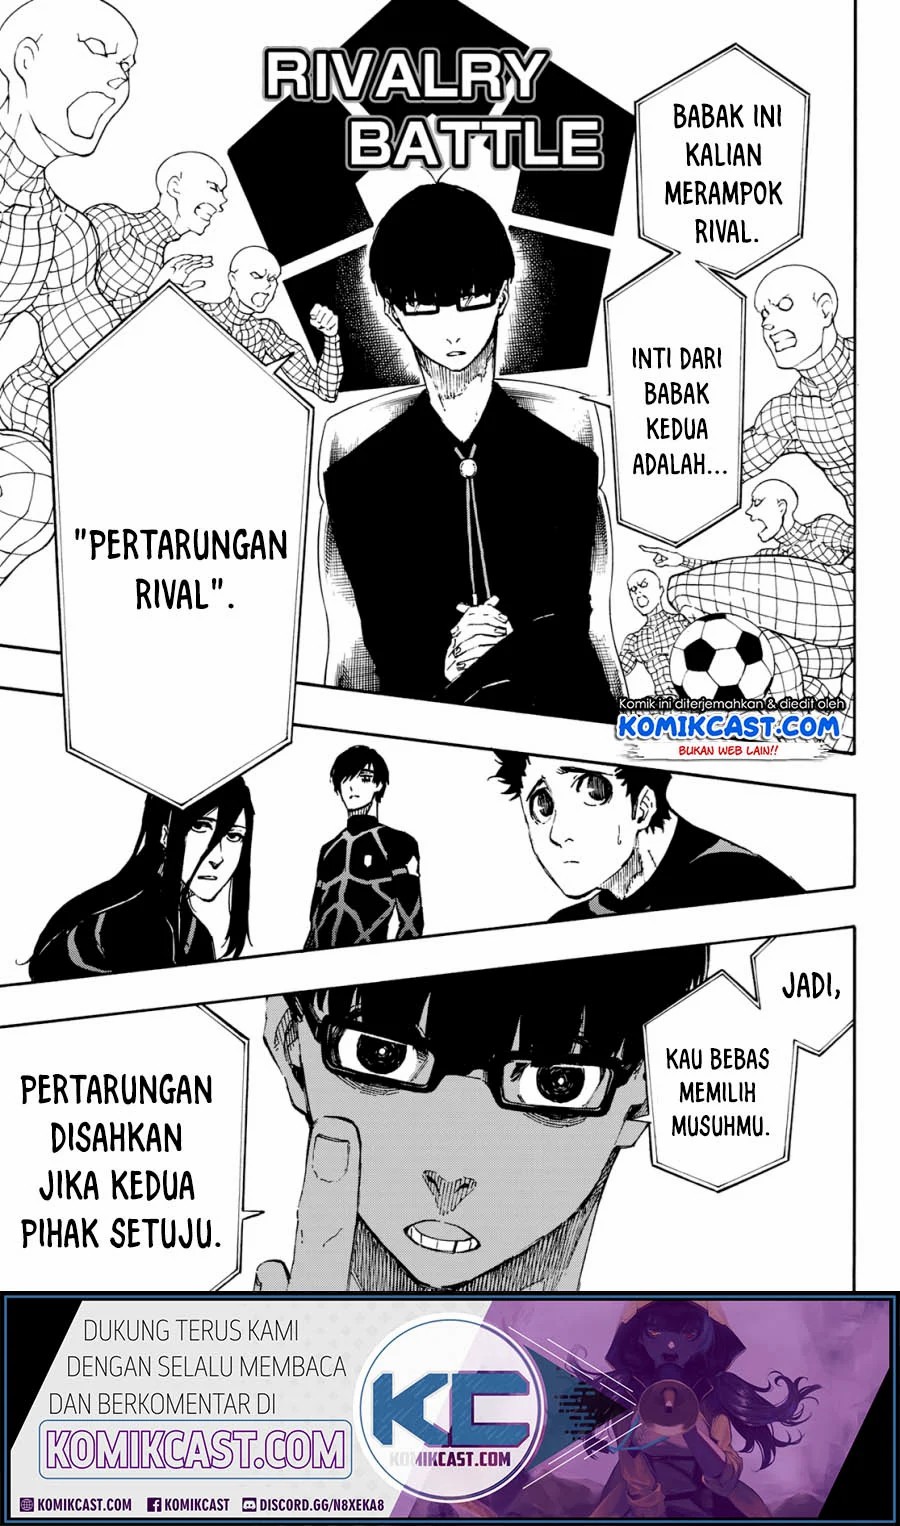 RIVALRY
BATTLE
BABAK INI
KALIAN
MERAMPOK
RIVAL.
INTI DARI
BABAK
KEDUA
ADALAH...
"PERTARUNGAN
RIVAL".
Komik ini diterjemahkan & diedit oleh
KOMIKCAST.COM
BUKAN WEB LAIN!!
JADI,
KAU BEBAS
MEMILIH
MUSUHMU.
PERTARUNGAN
DISAHKAN
JIKA KEDUA
PIHAK SETUJU.
DUKUNG TERUS KAMI
DENGAN SELALU MEMBACA
DAN BERKOMENTAR DI
KOMIKCAST.COM
KOMIKCAST.COM KOMIKCAST DISCORD.GG/N8XEKA8
KC
KOMIKCAST.COM